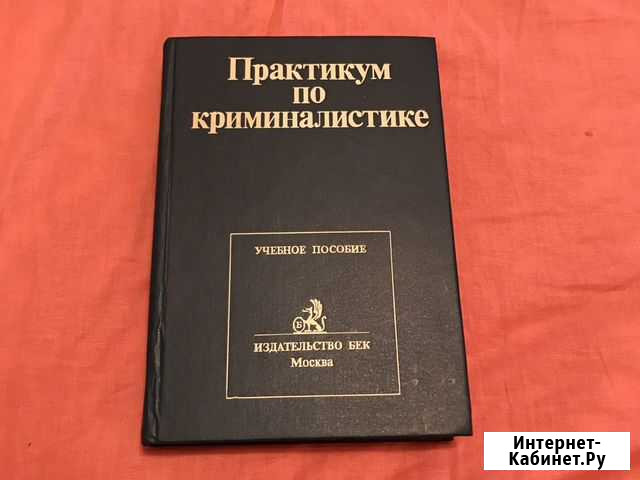 Практикум
по
криминалистике
УЧЕБНОЕ ПОСОБИЕ
Б
ИЗДАТЕЛЬСТВО БЕК
Москва
Интернет-
Кабинет.Ру